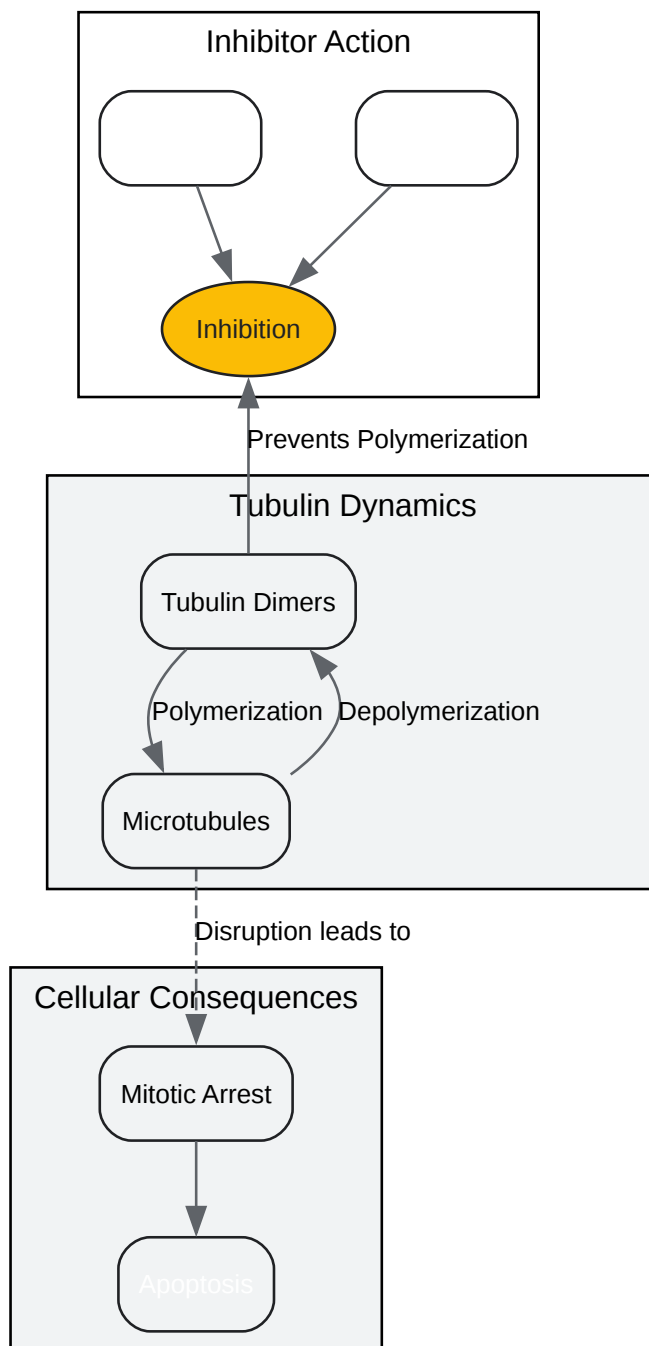 Inhibitor Action
Inhibition
Prevents Polymerization
Tubulin Dynamics
Tubulin Dimers
Polymerization
Depolymerization
Microtubules
Disruption leads to
Cellular Consequences
Mitotic Arrest
Apoptosis